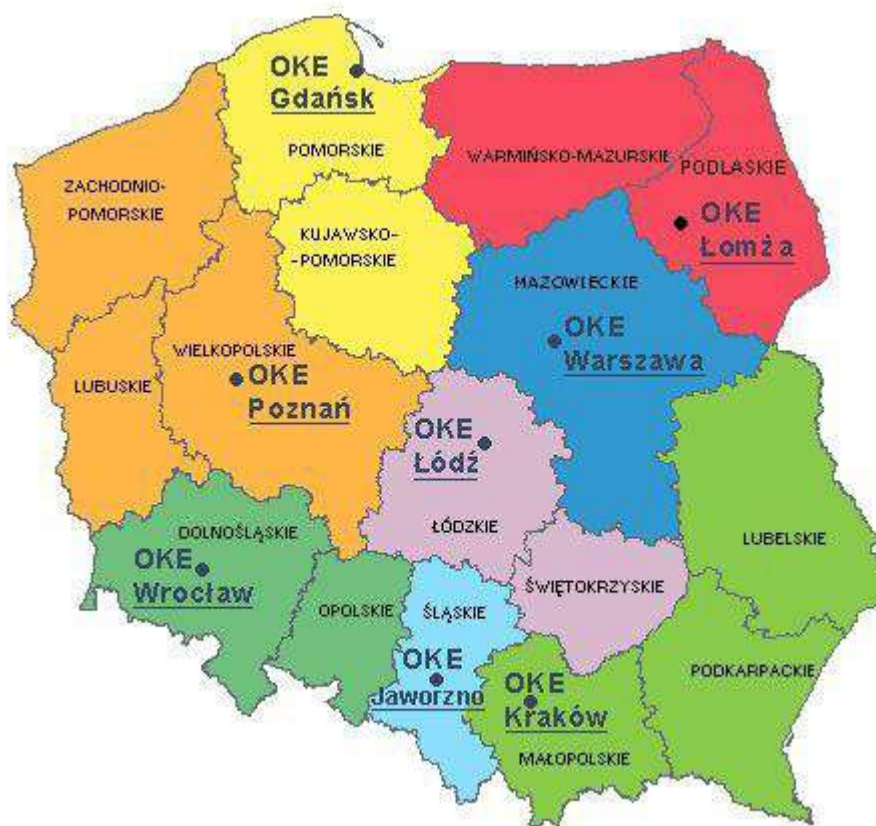 OKE
Gdańsk
POMORSKIE
WARMIŃSKO-MAZURSKIE
PODLASKIE
ZACHODNIO-
POMORSKIE
OKE
Łomża
KUJAWSKO-
-POMORSKIE
MAZOWIECKIE
OKE
Warszawa
WIELKOPOLSKIE
LUBUSKIE
OKE
Poznań
OKE
Łódź
ŁÓDZKIE
DOLNOŚLĄSKIE
LUBELSKIE
OKE
Wrocław
ŚWIĘTOKRZYSKIE
OPOLSKIE
ŚLĄSKIE
OKE
Jaworzno
PODKARPACKIE
OKE
Kraków
MAŁOPOLSKIE